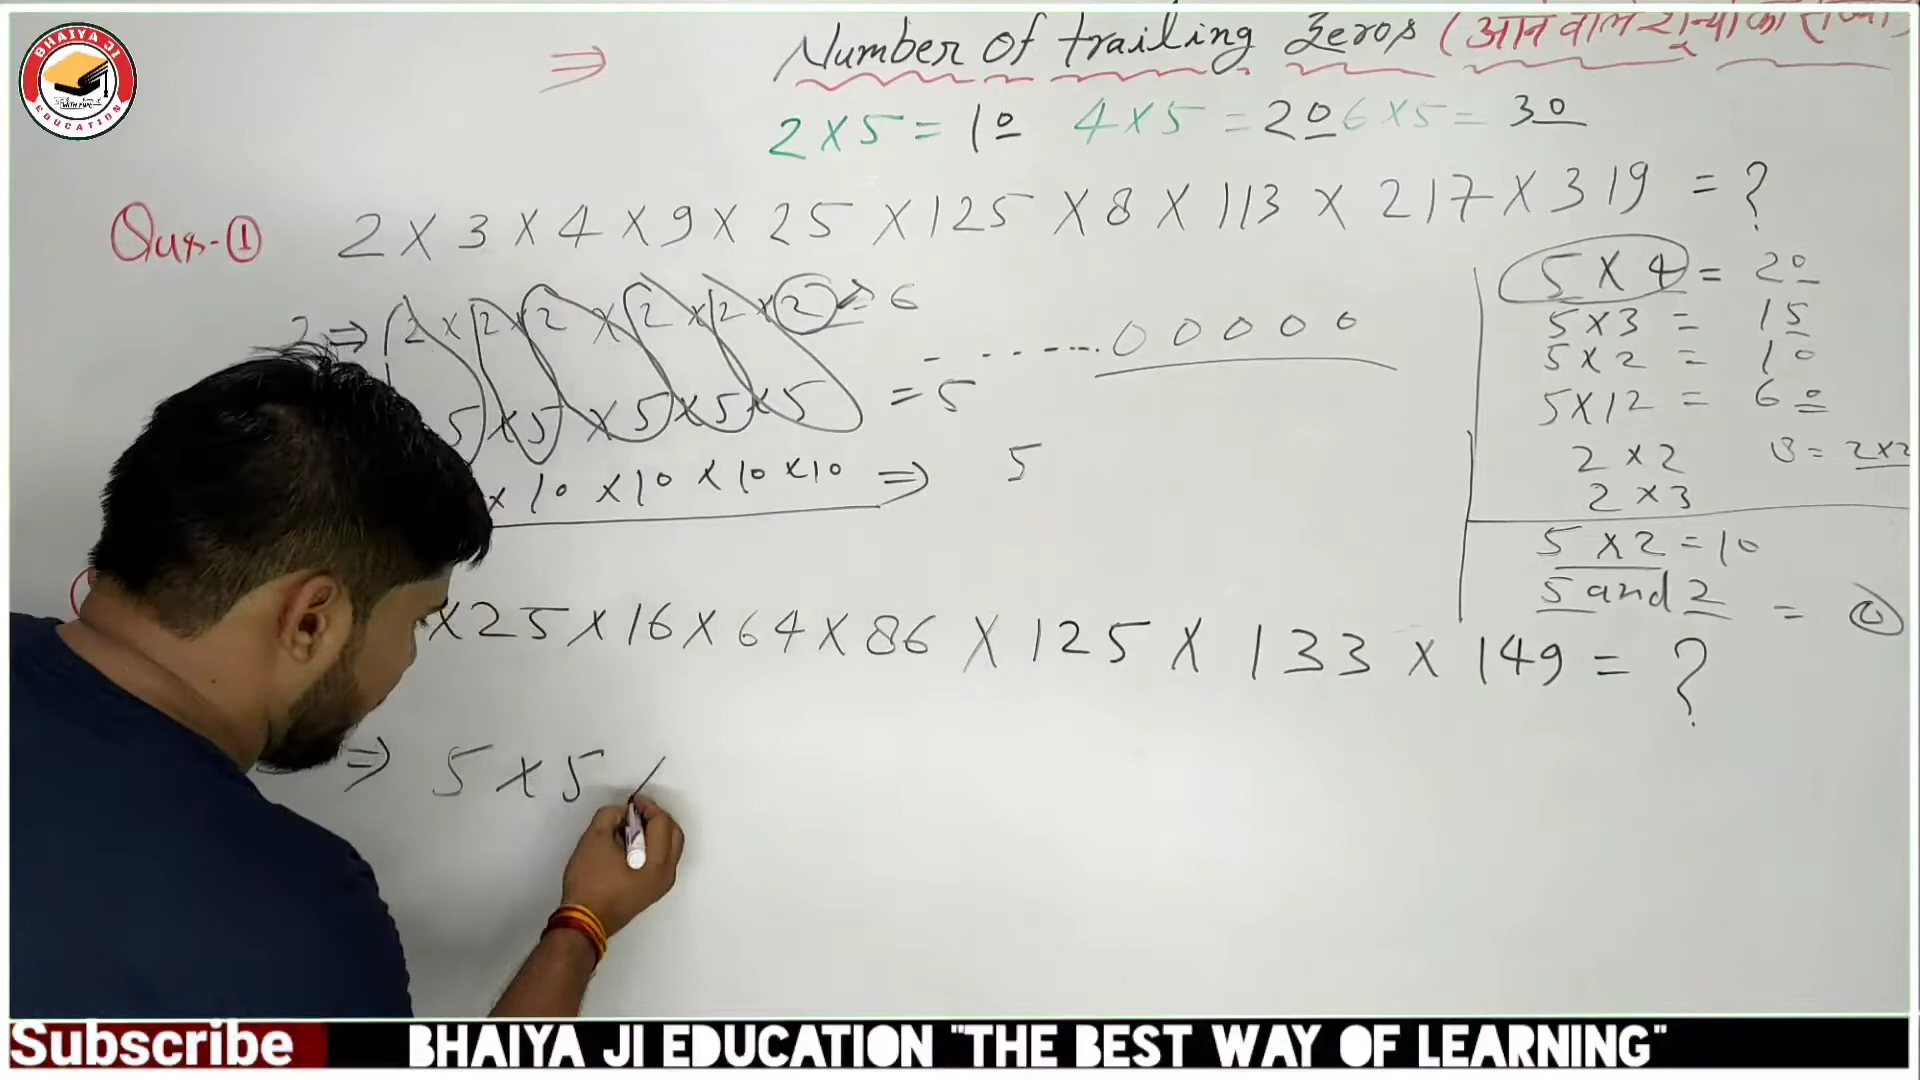 BHAIYA JI
EDUCATION
⇒ Number of trailing Zeros (आने वाले शून्यों की संख्या)
2 × 5 = 10 4 × 5 = 20 6 × 5 = 30
Ques-① 2 × 3 × 4 × 9 × 25 × 125 × 8 × 113 × 217 × 319 = ?
2 ⇒ 2 × 2 × 2 × 2 × 2 × 2 ⇒ 6
5 × 5 × 5 × 5 × 5 = 5
........00000
× 10 × 10 × 10 × 10 ⇒ 5
5 × 4 = 20
5 × 3 = 15
5 × 2 = 10
5 × 12 = 60
2 × 2 8 = 2×2
2 × 3
5 × 2 = 10
5 and 2 = 0
× 25 × 16 × 64 × 86 × 125 × 133 × 149 = ?
⇒ 5 × 5
Subscribe BHAIYA JI EDUCATION "THE BEST WAY OF LEARNING"